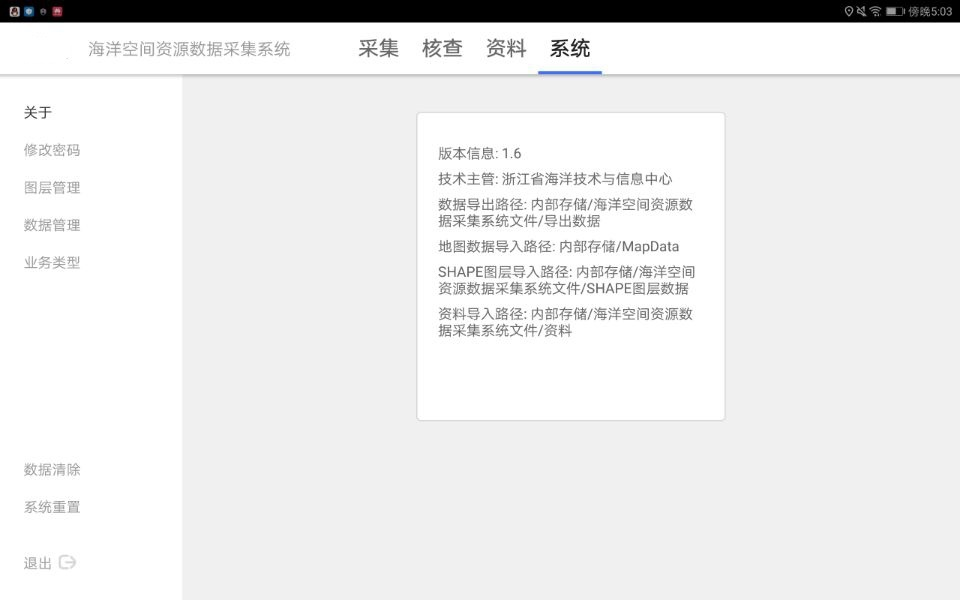 傍晚5:03
海洋空间资源数据采集系统
采集
核查
资料
系统
关于
修改密码
图层管理
数据管理
业务类型
数据清除
系统重置
退出
版本信息: 1.6
技术主管: 浙江省海洋技术与信息中心
数据导出路径: 内部存储/海洋空间资源数
据采集系统文件/导出数据
地图数据导入路径: 内部存储/MapData
SHAPE图层导入路径: 内部存储/海洋空间
资源数据采集系统文件/SHAPE图层数据
资料导入路径: 内部存储/海洋空间资源数
据采集系统文件/资料